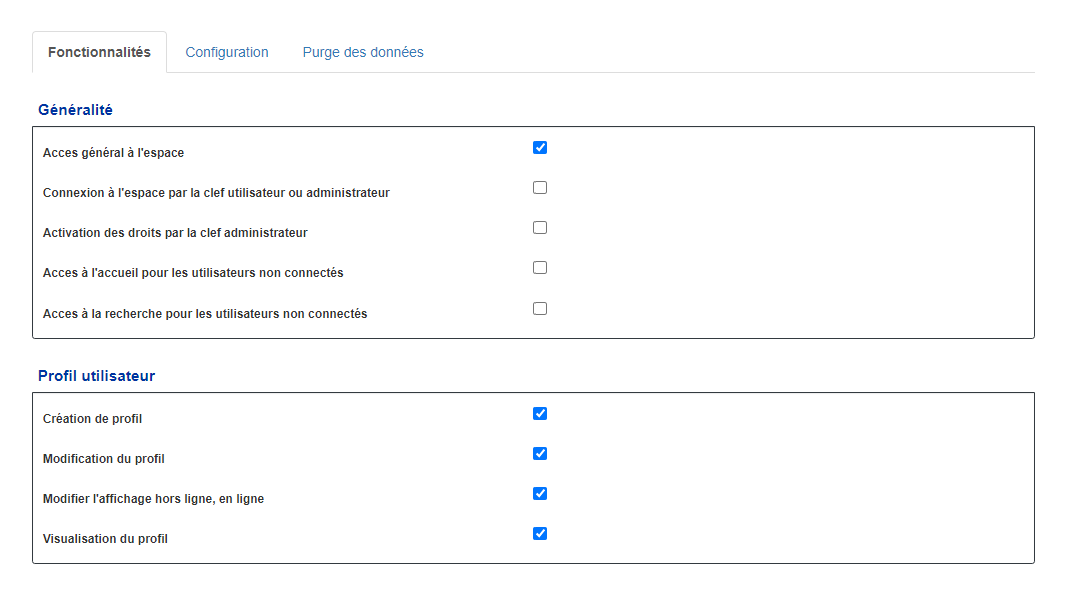 Fonctionnalités Configuration Purge des données
Généralité
Acces général à l'espace
Connexion à l'espace par la clef utilisateur ou administrateur
Activation des droits par la clef administrateur
Acces à l'accueil pour les utilisateurs non connectés
Acces à la recherche pour les utilisateurs non connectés
Profil utilisateur
Création de profil
Modification du profil
Modifier l'affichage hors ligne, en ligne
Visualisation du profil